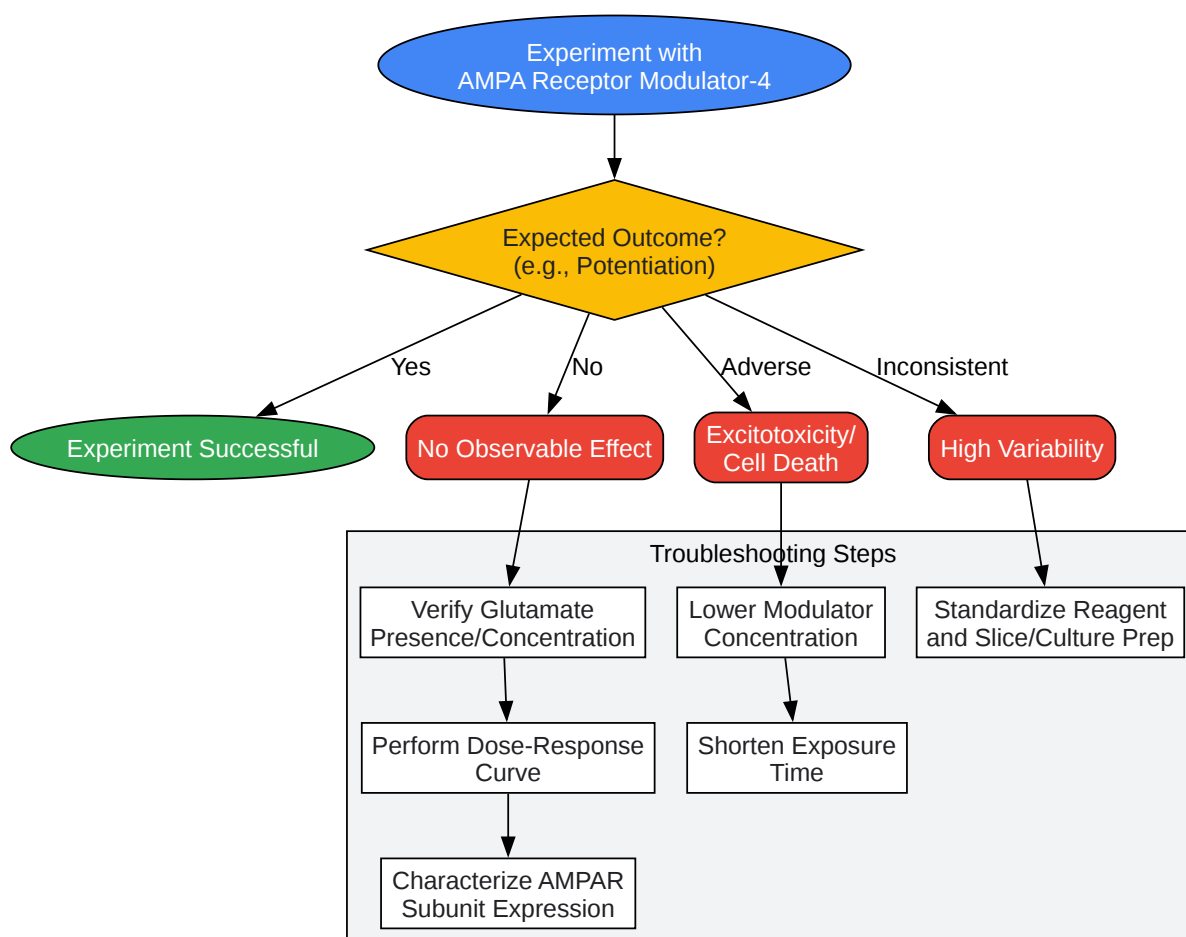 Experiment with
AMPA Receptor Modulator-4
Expected Outcome?
(e.g., Potentiation)
Yes
No
Adverse
Inconsistent
Experiment Successful
No Observable Effect
Excitotoxicity/
Cell Death
High Variability
Troubleshooting Steps
Verify Glutamate
Presence/Concentration
Lower Modulator
Concentration
Standardize Reagent
and Slice/Culture Prep
Perform Dose-Response
Curve
Shorten Exposure
Time
Characterize AMPAR
Subunit Expression